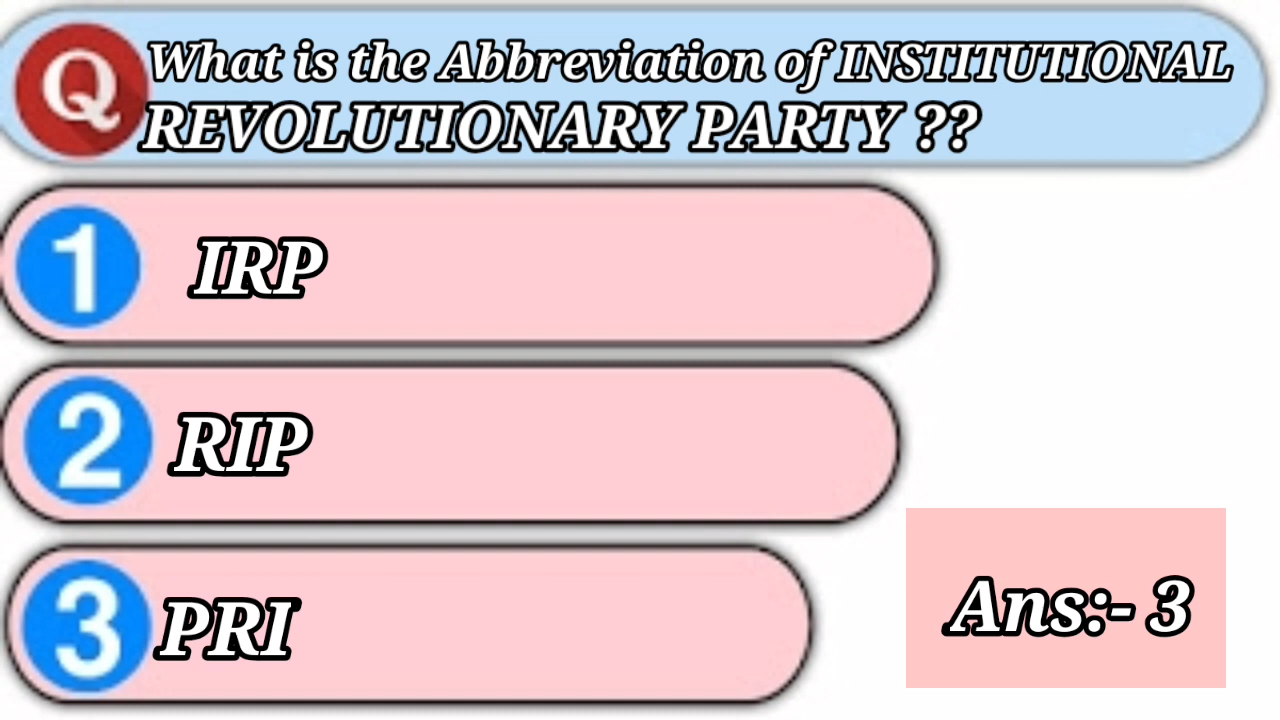 Q What is the Abbreviation of INSTITUTIONAL
REVOLUTIONARY PARTY ??
1 IRP
2 RIP
3 PRI
Ans:- 3